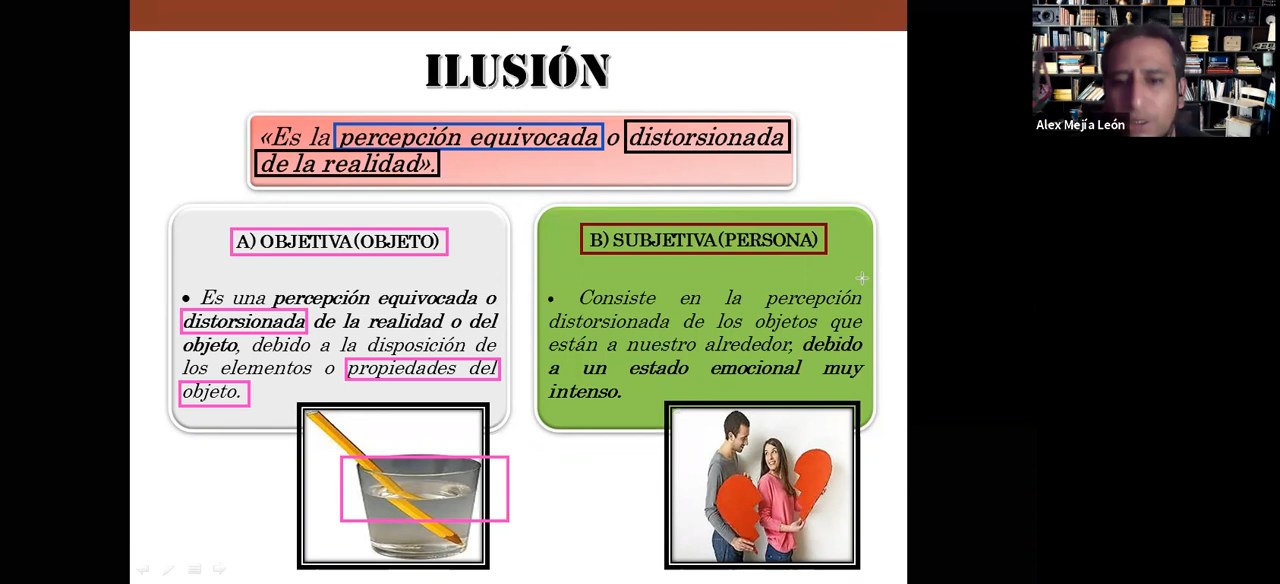 ILUSIÓN
«Es la percepción equivocada o distorsionada
de la realidad».
A) OBJETIVA(OBJETO)
• Es una percepción equivocada o
distorsionada de la realidad o del
objeto, debido a la disposición de
los elementos o propiedades del
objeto.
B) SUBJETIVA(PERSONA)
• Consiste en la percepción
distorsionada de los objetos que
están a nuestro alrededor, debido
a un estado emocional muy
intenso.
Alex Mejía León